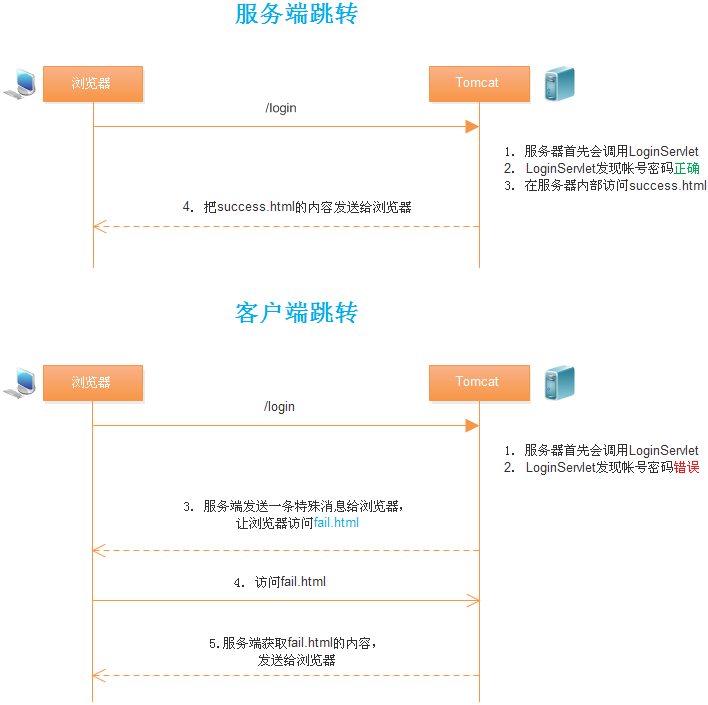 服务端跳转
浏览器
Tomcat
/login
1. 服务器首先会调用LoginServlet
2. LoginServlet发现帐号密码正确
3. 在服务器内部访问success.html
4. 把success.html的内容发送给浏览器
客户端跳转
浏览器
Tomcat
/login
1. 服务器首先会调用LoginServlet
2. LoginServlet发现帐号密码错误
3. 服务端发送一条特殊消息给浏览器，
让浏览器访问fail.html
4. 访问fail.html
5.服务端获取fail.html的内容，
发送给浏览器